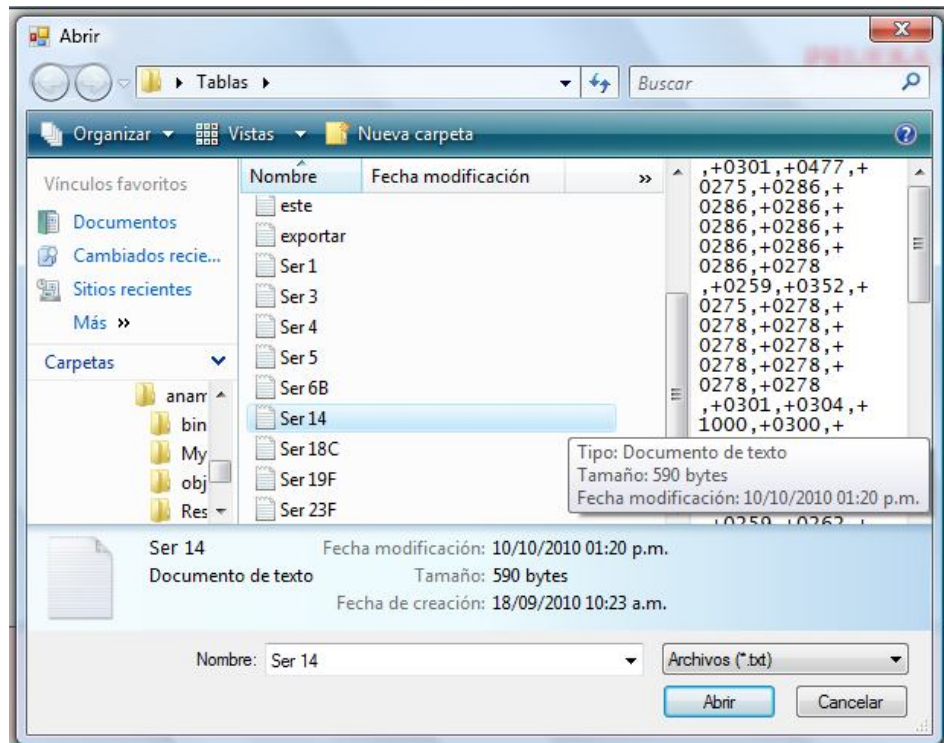 Abrir
Tablas
Buscar
Organizar
Vistas
Nueva carpeta
Vínculos favoritos
Documentos
Cambiados recie...
Sitios recientes
Más »
Carpetas
anam
bin
My
obj
Res
Nombre
Fecha modificación
»
este
exportar
Ser 1
Ser 3
Ser 4
Ser 5
Ser 6B
Ser 14
Ser 18C
Ser 19F
Ser 23F
,+0301,+0477,+
0275,+0286,+
0286,+0286,+
0286,+0286,+
0286,+0286,+
0286,+0278
,+0259,+0352,+
0275,+0278,+
0278,+0278,+
0278,+0278,+
0278,+0278,+
0278,+0278
,+0301,+0304,+
1000,+0300,+
Tipo: Documento de texto
Tamaño: 590 bytes
Fecha modificación: 10/10/2010 01:20 p.m.
Ser 14
Fecha modificación: 10/10/2010 01:20 p.m.
Documento de texto
Tamaño: 590 bytes
Fecha de creación: 18/09/2010 10:23 a.m.
Nombre: Ser 14
Archivos (*.txt)
Abrir
Cancelar